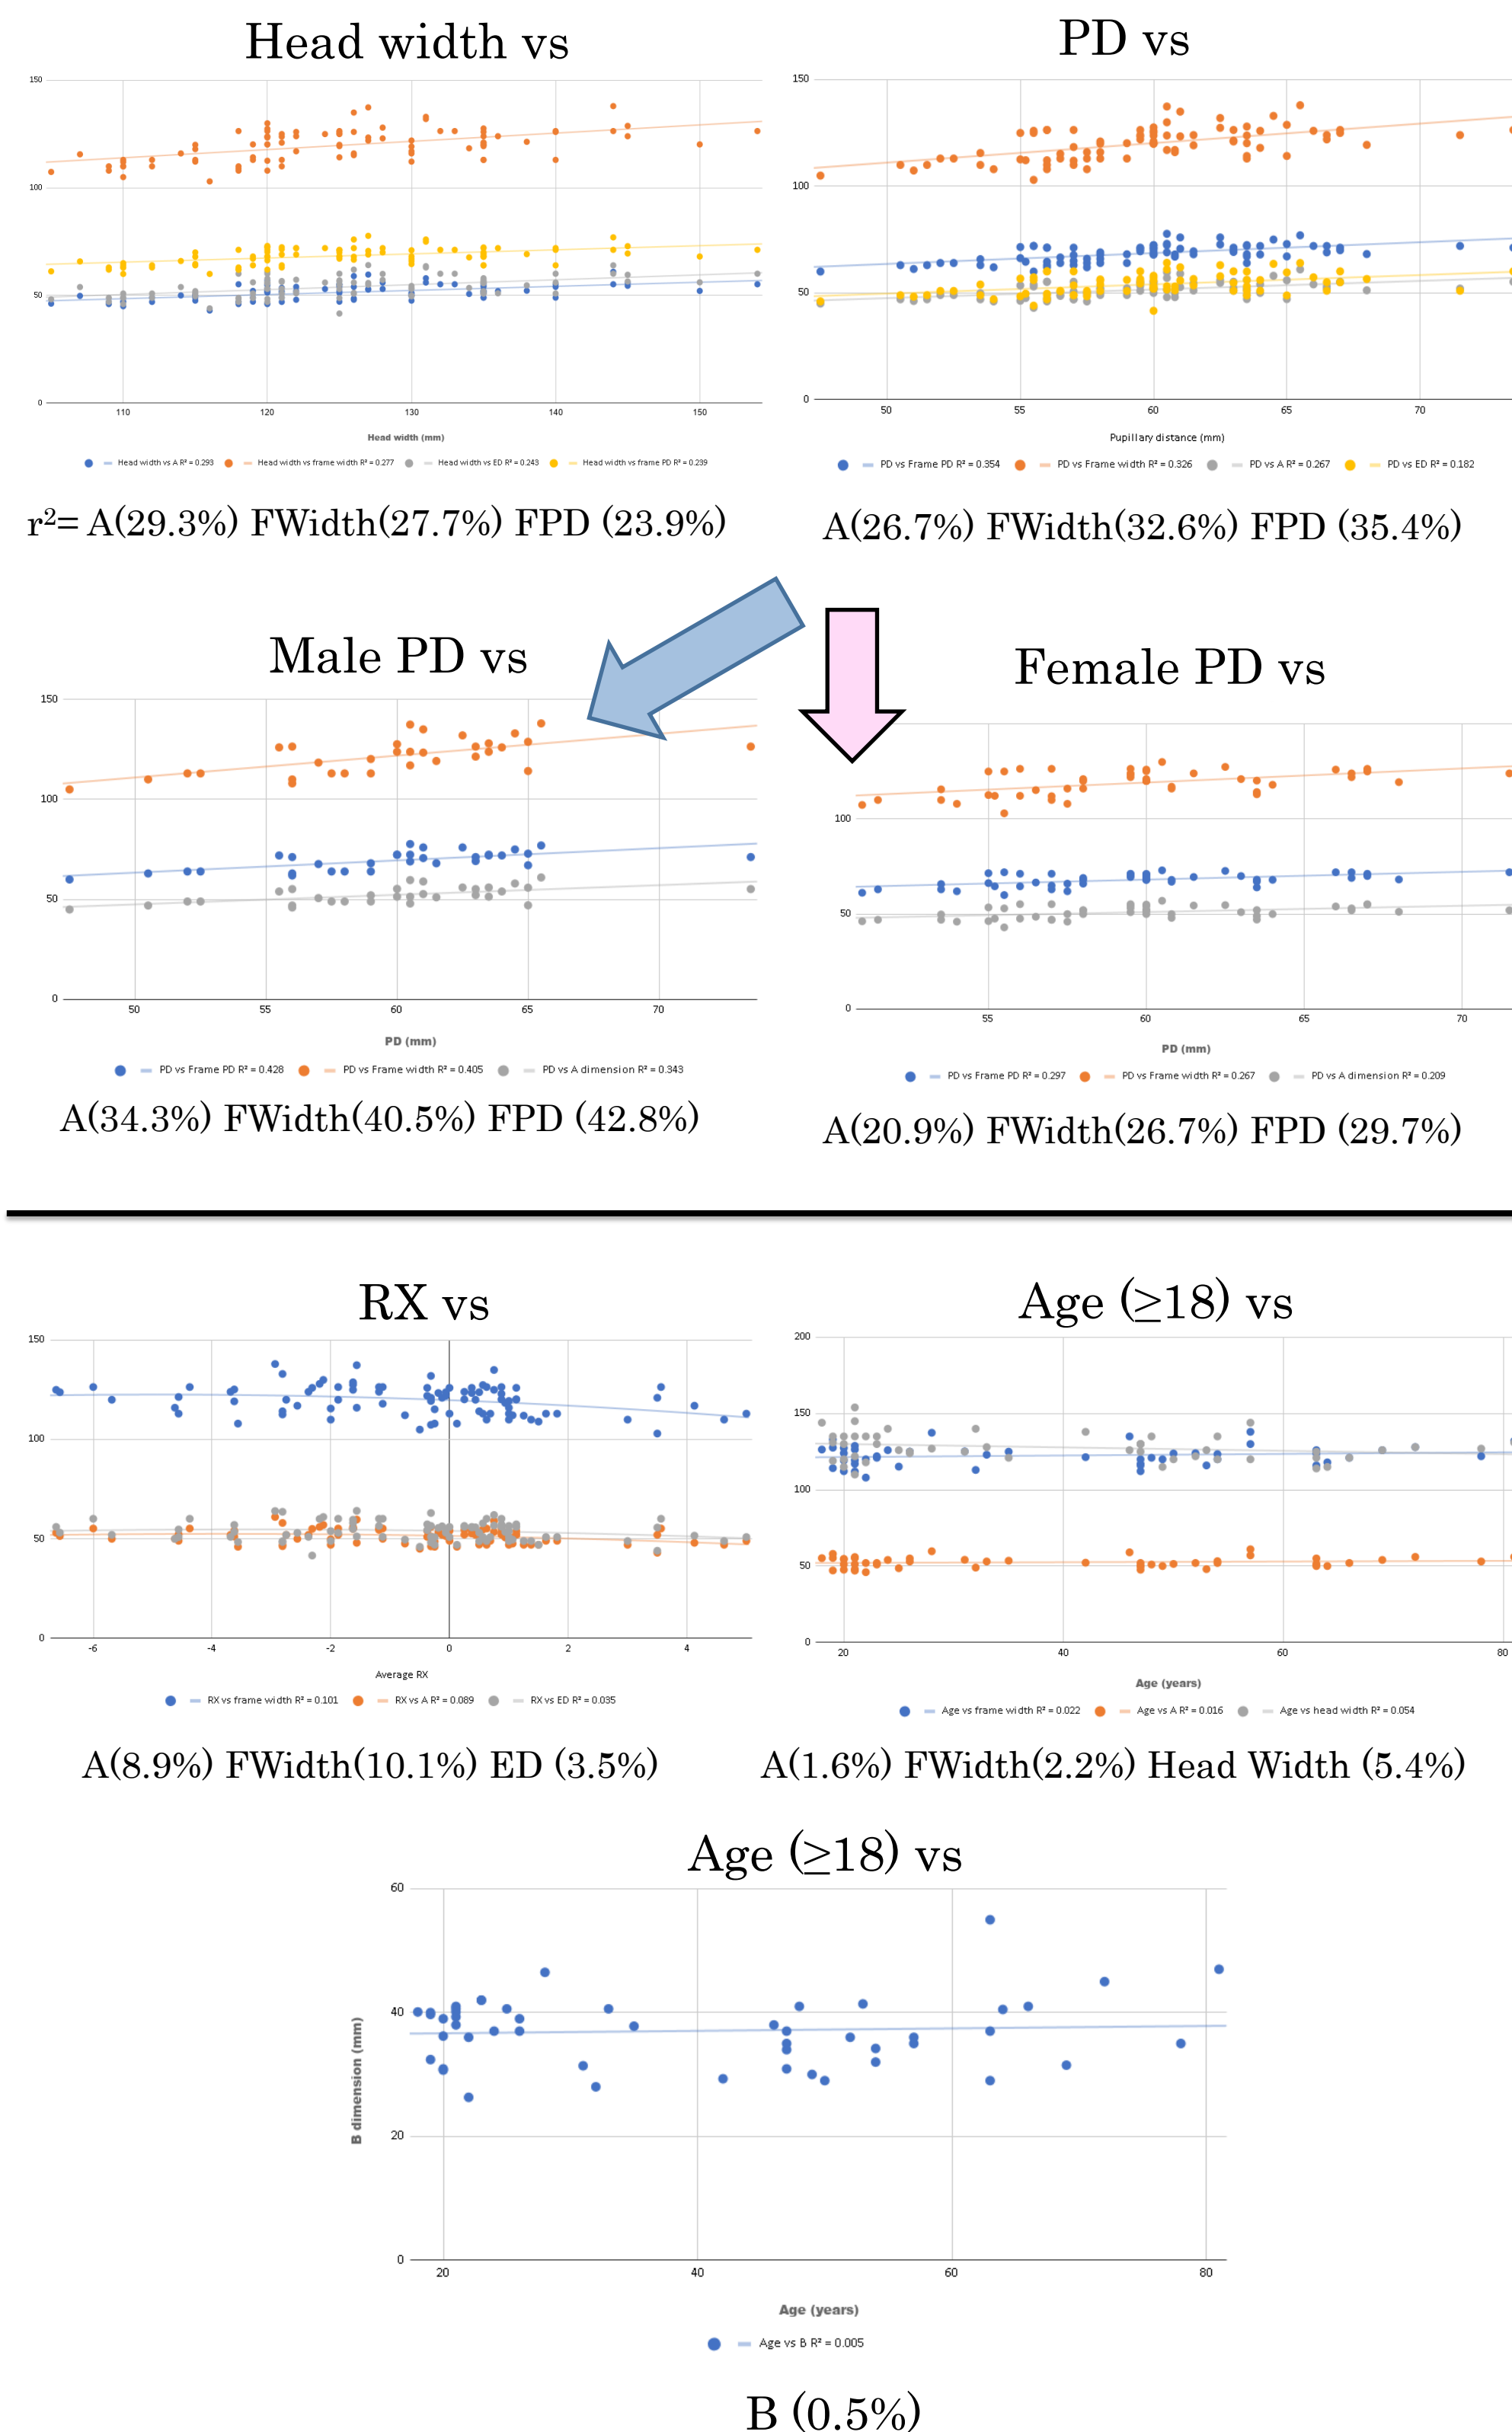 Head width vs
150
100
50
0
110 120 130 140 150
Head width (mm)
Head width vs A R² = 0.293 Head width vs frame width R² = 0.277 Head width vs ED R² = 0.243 Head width vs frame PD R² = 0.239
r²= A(29.3%) FWidth(27.7%) FPD (23.9%)
PD vs
150
100
50
0
50 55 60 65 70
Pupillary distance (mm)
PD vs Frame PD R² = 0.354 PD vs Frame width R² = 0.326 PD vs A R² = 0.267 PD vs ED R² = 0.182
A(26.7%) FWidth(32.6%) FPD (35.4%)
Male PD vs
150
100
50
0
50 55 60 65 70
PD (mm)
PD vs Frame PD R² = 0.428 PD vs Frame width R² = 0.405 PD vs A dimension R² = 0.343
A(34.3%) FWidth(40.5%) FPD (42.8%)
Female PD vs
100
50
0
55 60 65 70
PD (mm)
PD vs Frame PD R² = 0.297 PD vs Frame width R² = 0.267 PD vs A dimension R² = 0.209
A(20.9%) FWidth(26.7%) FPD (29.7%)
RX vs
150
100
50
0
-6 -4 -2 0 2 4
Average RX
RX vs frame width R² = 0.101 RX vs A R² = 0.089 RX vs ED R² = 0.035
A(8.9%) FWidth(10.1%) ED (3.5%)
Age (≥18) vs
200
150
100
50
0
20 40 60 80
Age (years)
Age vs frame width R² = 0.022 Age vs A R² = 0.016 Age vs head width R² = 0.054
A(1.6%) FWidth(2.2%) Head Width (5.4%)
Age (≥18) vs
60
40
20
0
B dimension (mm)
20 40 60 80
Age (years)
Age vs B R² = 0.005
B (0.5%)